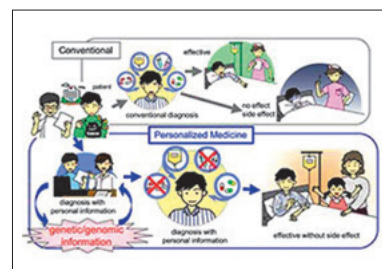 Conventional
effective
patient
conventional diagnosis
no effect
side effect
Personalized Medicine
diagnosis with
personal information
genetic/genomic
information
diagnosis with
personal information
effective without side effect